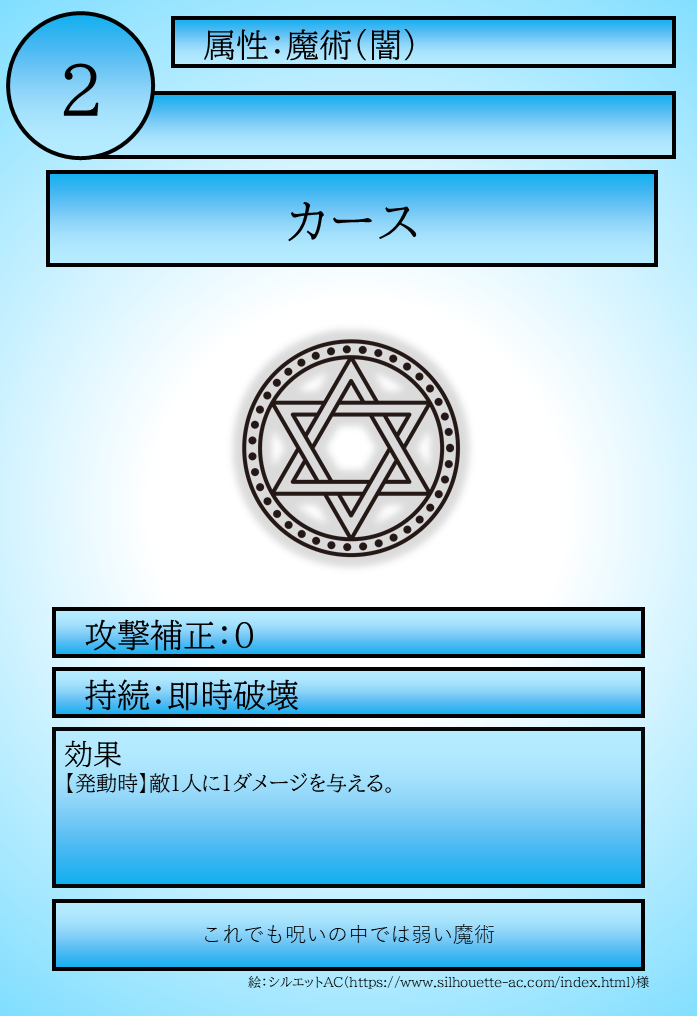 2
属性：魔術（闇）
カース
攻撃補正：0
持続：即時破壊
効果
【発動時】敵1人に1ダメージを与える。
これでも呪いの中では弱い魔術
絵：シルエットAC（https://www.silhouette-ac.com/index.html）様